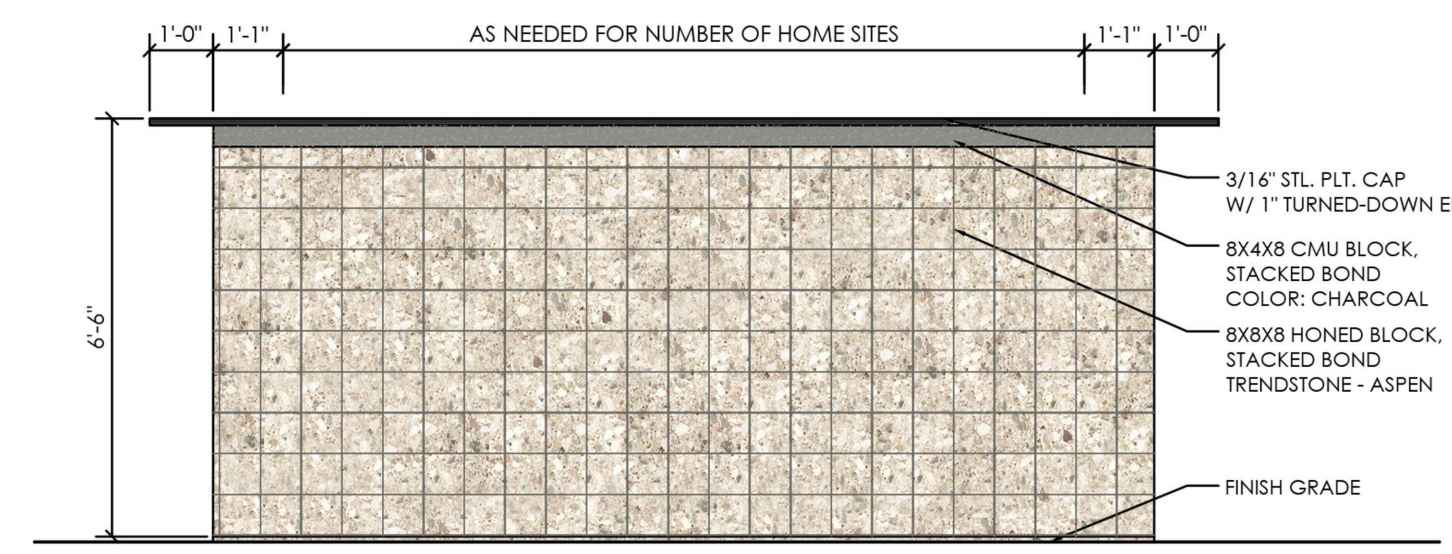 1'-0" 1'-1" AS NEEDED FOR NUMBER OF HOME SITES 1'-1" 1'-0"
3/16" STL. PLT. CAP
W/ 1" TURNED-DOWN
8X4X8 CMU BLOCK,
STACKED BOND
COLOR: CHARCOAL
8X8X8 HONED BLOCK,
STACKED BOND
TRENDSTONE - ASPEN
6'-6"
FINISH GRADE